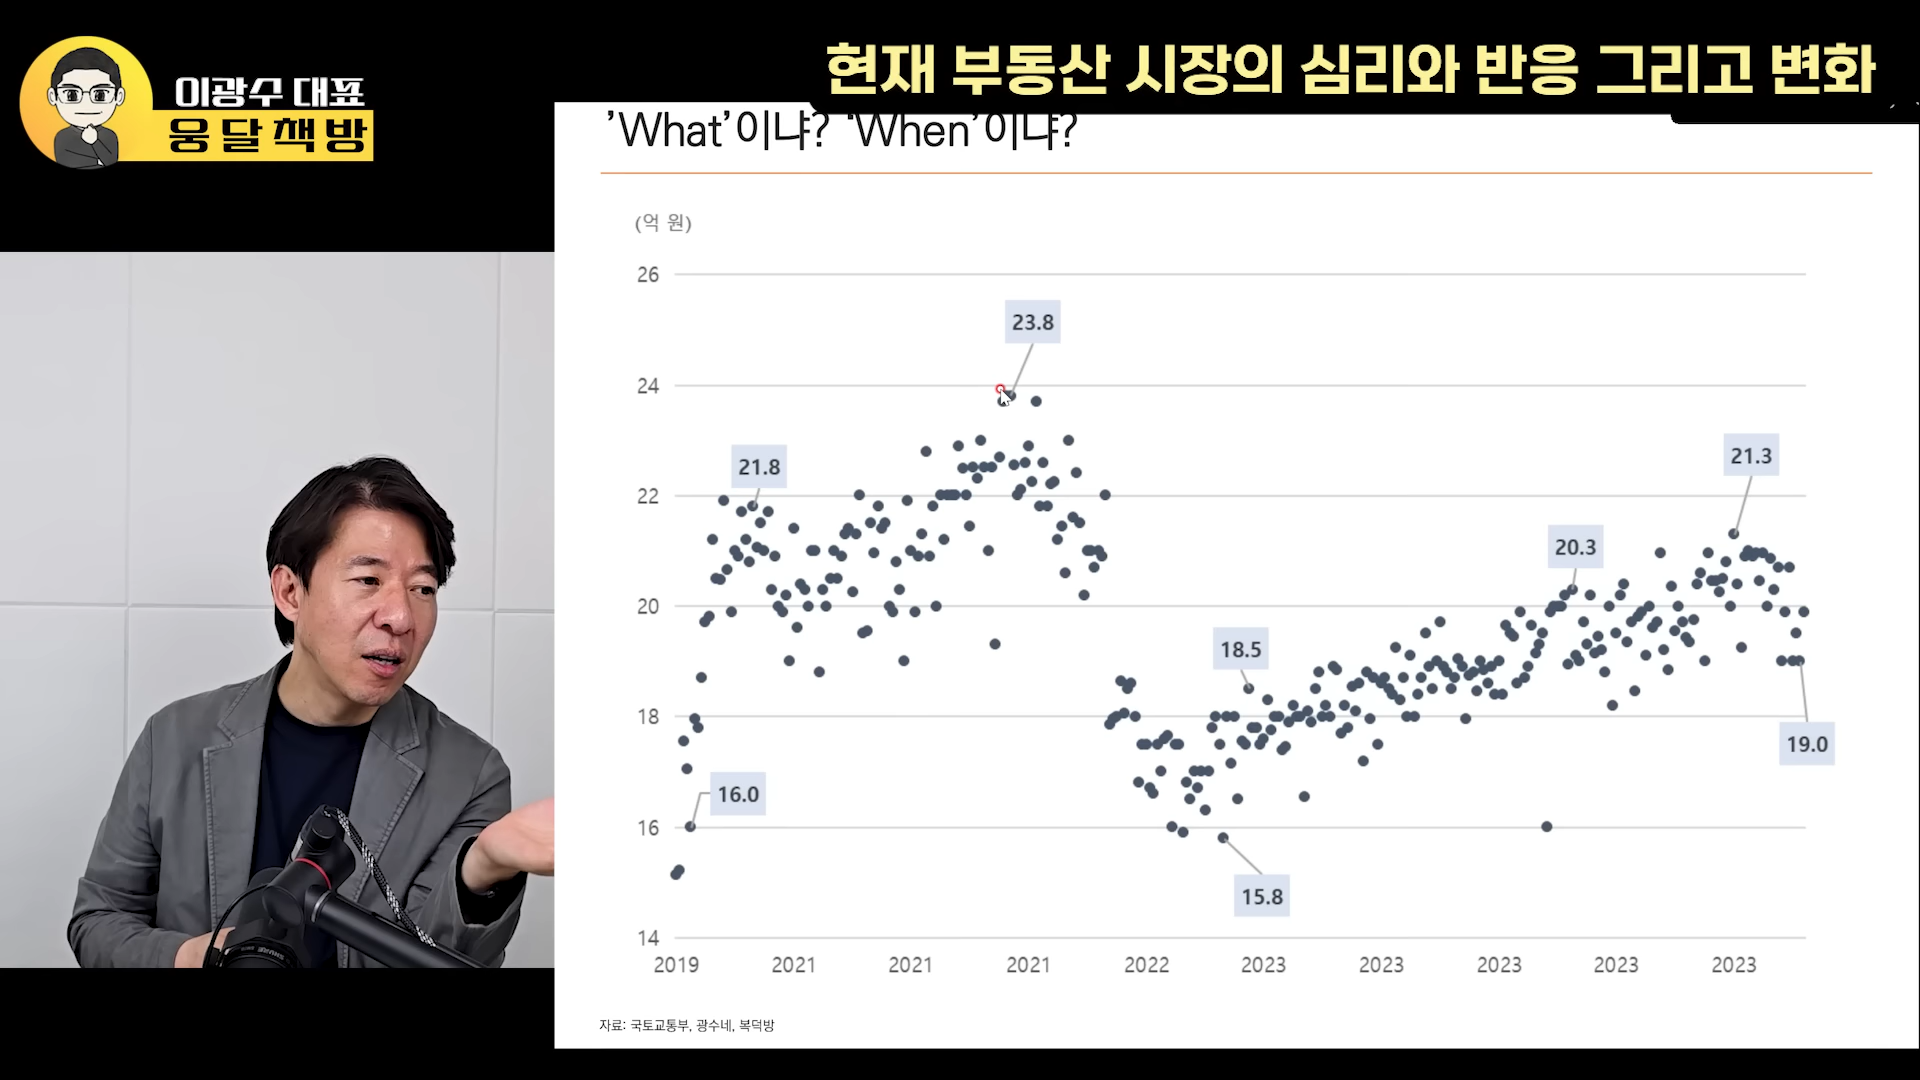 이광수 대표
웅달책방
현재 부동산 시장의 심리와 반응 그리고 변화
'What'이냐? 'When'이냐?
(억 원)
26
24
22
20
18
16
14
23.8
21.8
21.3
20.3
18.5
19.0
16.0
15.8
2019 2021 2021 2021 2022 2023 2023 2023 2023 2023
자료: 국토교통부, 광수네, 복덕방